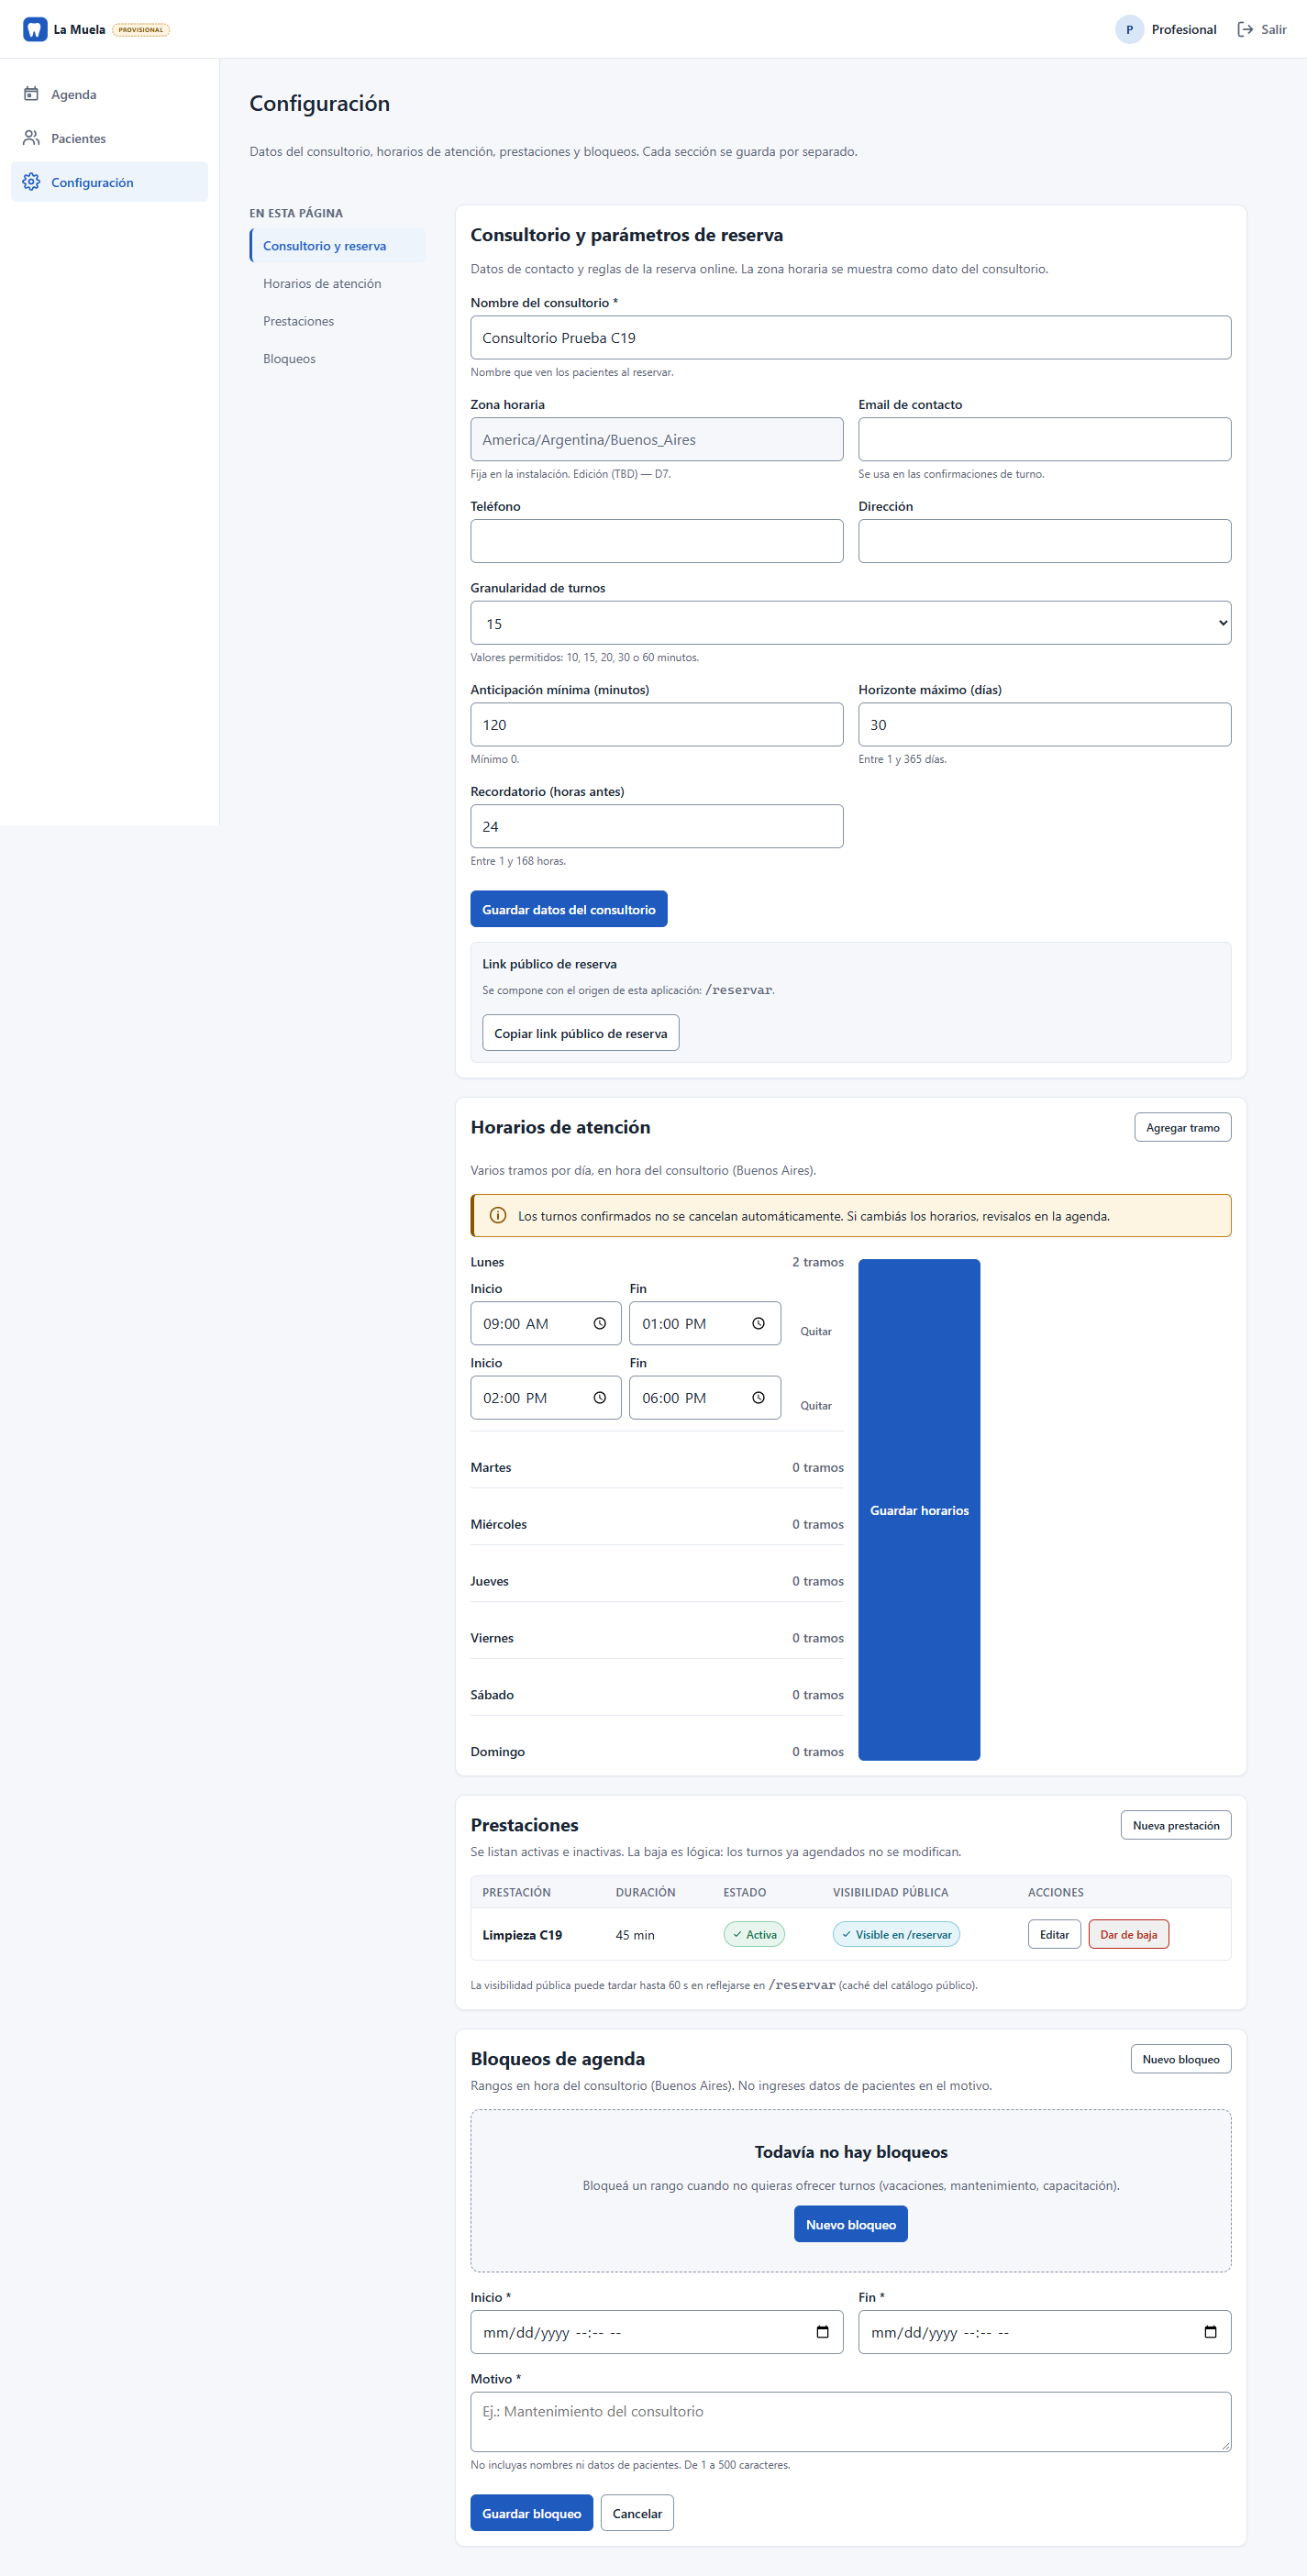 La Muela
PROVISIONAL
P
Profesional
Salir
Agenda
Pacientes
Configuración
Configuración
Datos del consultorio, horarios de atención, prestaciones y bloqueos. Cada sección se guarda por separado.
EN ESTA PÁGINA
Consultorio y reserva
Horarios de atención
Prestaciones
Bloqueos
Consultorio y parámetros de reserva
Datos de contacto y reglas de la reserva online. La zona horaria se muestra como dato del consultorio.
Nombre del consultorio *
Consultorio Prueba C19
Nombre que ven los pacientes al reservar.
Zona horaria
Email de contacto
America/Argentina/Buenos_Aires
Fija en la instalación. Edición (TBD) — D7.
Se usa en las confirmaciones de turno.
Teléfono
Dirección
Granularidad de turnos
15
Valores permitidos: 10, 15, 20, 30 o 60 minutos.
Anticipación mínima (minutos)
Horizonte máximo (días)
120
30
Mínimo 0.
Entre 1 y 365 días.
Recordatorio (horas antes)
24
Entre 1 y 168 horas.
Guardar datos del consultorio
Link público de reserva
Se compone con el origen de esta aplicación: /reservar.
Copiar link público de reserva
Horarios de atención
Agregar tramo
Varios tramos por día, en hora del consultorio (Buenos Aires).
Los turnos confirmados no se cancelan automáticamente. Si cambiás los horarios, revisalos en la agenda.
Lunes
2 tramos
Inicio
Fin
09:00 AM
01:00 PM
Quitar
Inicio
Fin
02:00 PM
06:00 PM
Quitar
Martes
0 tramos
Miércoles
0 tramos
Jueves
0 tramos
Viernes
0 tramos
Sábado
0 tramos
Domingo
0 tramos
Guardar horarios
Prestaciones
Nueva prestación
Se listan activas e inactivas. La baja es lógica: los turnos ya agendados no se modifican.
PRESTACIÓN
DURACIÓN
ESTADO
VISIBILIDAD PÚBLICA
ACCIONES
Limpieza C19
45 min
Activa
Visible en /reservar
Editar
Dar de baja
La visibilidad pública puede tardar hasta 60 s en reflejarse en /reservar (caché del catálogo público).
Bloqueos de agenda
Nuevo bloqueo
Rangos en hora del consultorio (Buenos Aires). No ingreses datos de pacientes en el motivo.
Todavía no hay bloqueos
Bloqueá un rango cuando no quieras ofrecer turnos (vacaciones, mantenimiento, capacitación).
Nuevo bloqueo
Inicio *
Fin *
mm/dd/yyyy --:-- --
mm/dd/yyyy --:-- --
Motivo *
Ej.: Mantenimiento del consultorio
No incluyas nombres ni datos de pacientes. De 1 a 500 caracteres.
Guardar bloqueo
Cancelar